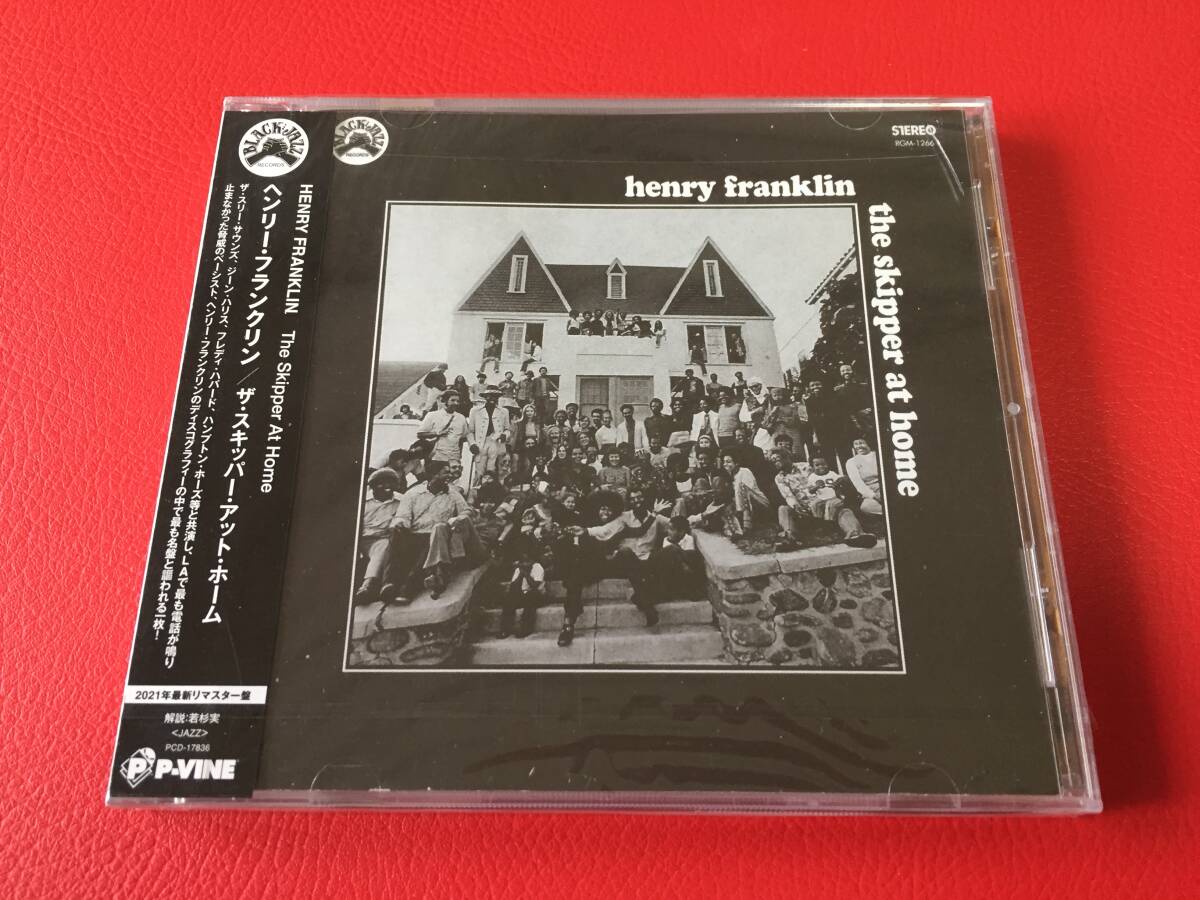 BLACK JAZZ
RECORDS
HENRY FRANKLIN The Skipper At Home
ヘンリー・フランクリン／ザ・スキッパー・アット・ホーム
ザ・スリー・サウンズ、ジーン・ハリス、フレディ・ハバード、ハンプトン・ホーズ等と共演し、LAで最も電話が鳴り
止まなかった脅威のベーシスト、ヘンリー・フランクリンのディスコグラフィーの中で最も名盤と謳われる一枚！
2021年最新リマスター盤
解説：若杉実
<JAZZ>
PCD-17836
P P-VINE
BLACK JAZZ
RECORDS
STEREO
RGM-1266
henry franklin
the skipper at home